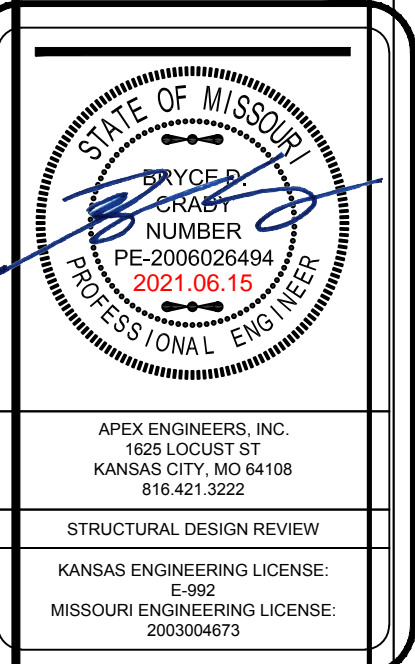 STATE OF MISSOURI
BRYCE D.
CRADY
NUMBER
PE-2006026494
2021.06.15
PROFESSIONAL ENGINEER
APEX ENGINEERS, INC.
1625 LOCUST ST
KANSAS CITY, MO 64108
816.421.3222
STRUCTURAL DESIGN REVIEW
KANSAS ENGINEERING LICENSE:
E-992
MISSOURI ENGINEERING LICENSE:
2003004673